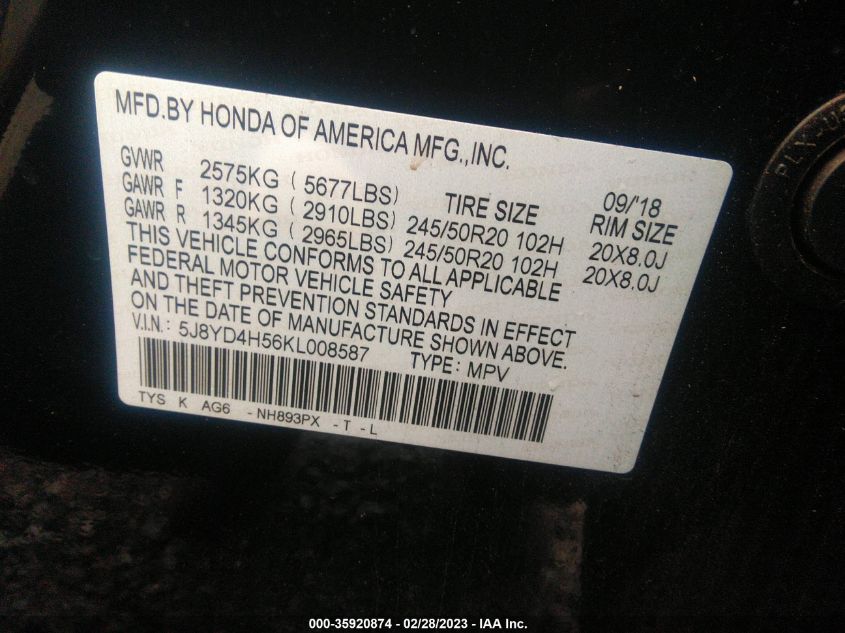 MFD.BY HONDA OF AMERICA MFG.,INC.
GVWR 2575KG ( 5677LBS) TIRE SIZE 09/'18 RIM SIZE
GAWR F 1320KG ( 2910LBS) 245/50R20 102H 20X8.0J
GAWR R 1345KG ( 2965LBS) 245/50R20 102H 20X8.0J
THIS VEHICLE CONFORMS TO ALL APPLICABLE
FEDERAL MOTOR VEHICLE SAFETY
AND THEFT PREVENTION STANDARDS IN EFFECT
ON THE DATE OF MANUFACTURE SHOWN ABOVE.
V.I.N.: 5J8YD4H56KL008587 TYPE: MPV
TYS K AG6 -NH893PX -T -L
000-35920874 - 02/28/2023 - IAA Inc.